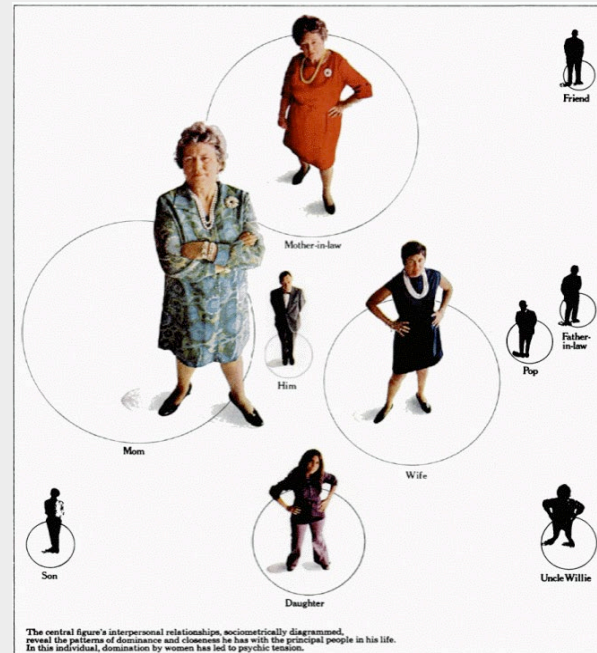 Friend
Mother-in-law
Him
Father-
in-law
Pop
Mom
Wife
Son
Uncle Willie
Daughter
The central figure's interpersonal relationships, sociometrically diagrammed,
reveal the patterns of dominance and closeness he has with the principal people in his life.
In this individual, domination by women has led to psychic tension.